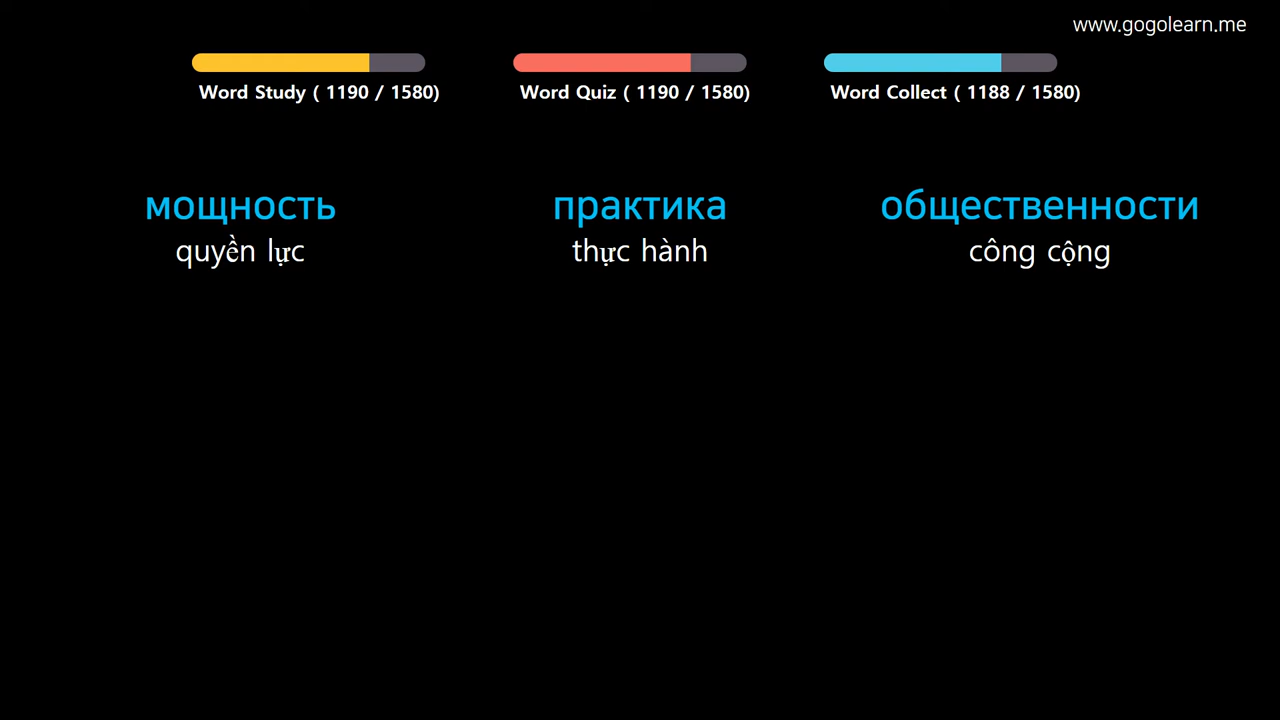 www.gogolearn.me
Word Study ( 1190 / 1580)
Word Quiz ( 1190 / 1580)
Word Collect ( 1188 / 1580)
мощность
quyền lực
практика
thực hành
общественности
công cộng